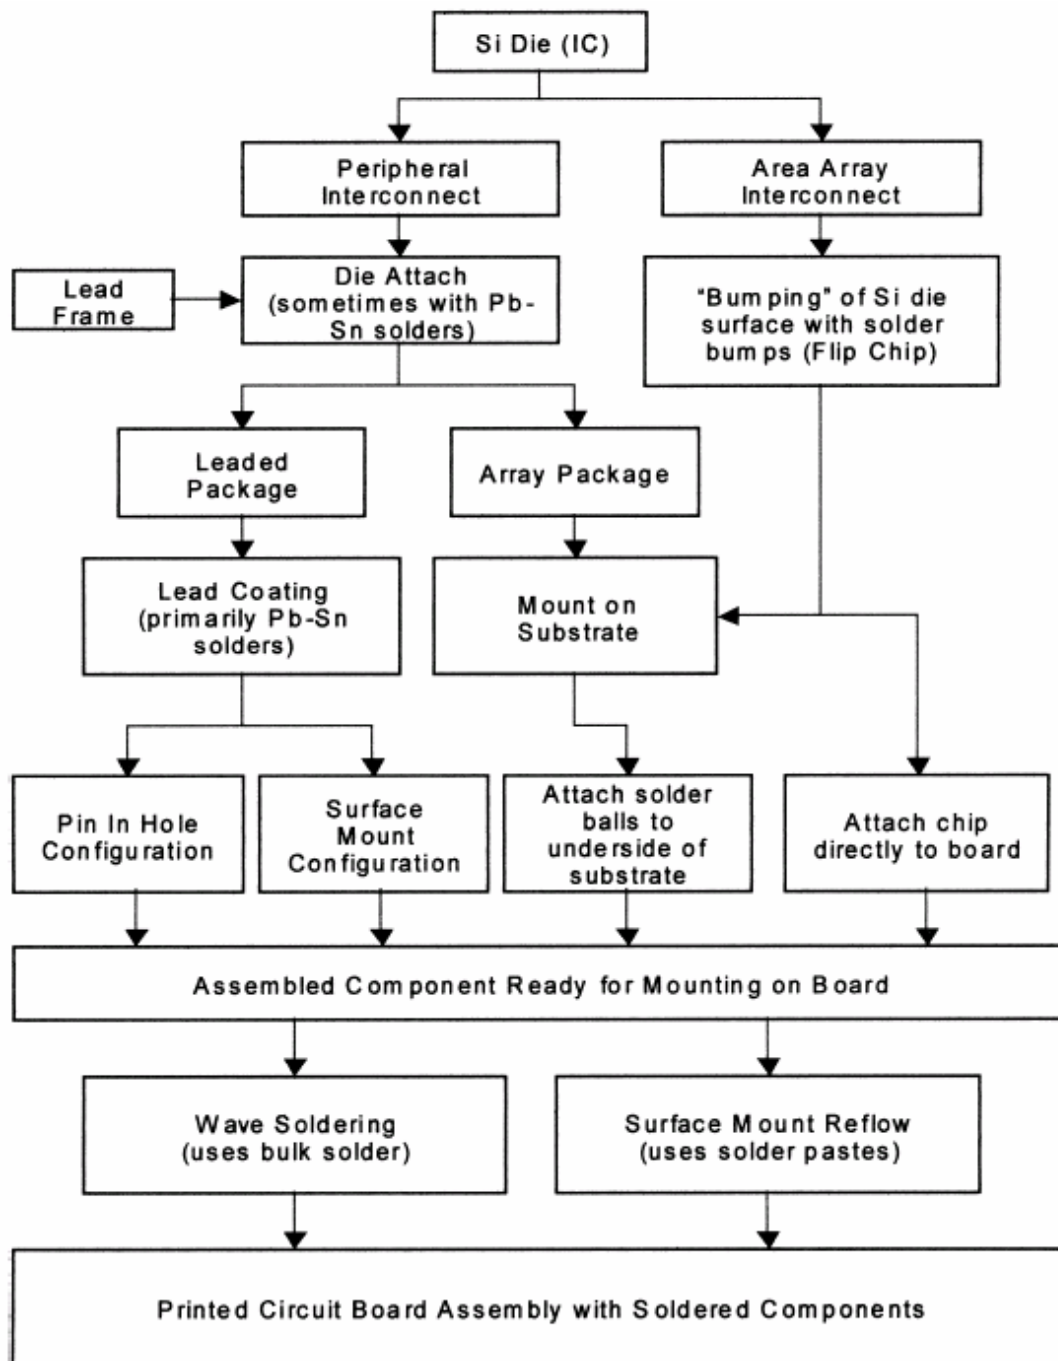 Si Die (IC)
Peripheral
Interconnect
Area Array
Interconnect
Lead
Frame
Die Attach
(sometimes with Pb-
Sn solders)
"Bumping" of Si die
surface with solder
bumps (Flip Chip)
Leaded
Package
Array Package
Lead Coating
(primarily Pb-Sn
solders)
Mount on
Substrate
Pin In Hole
Configuration
Surface
Mount
Configuration
Attach solder
balls to
underside of
substrate
Attach chip
directly to board
Assembled Component Ready for Mounting on Board
Wave Soldering
(uses bulk solder)
Surface Mount Reflow
(uses solder pastes)
Printed Circuit Board Assembly with Soldered Components